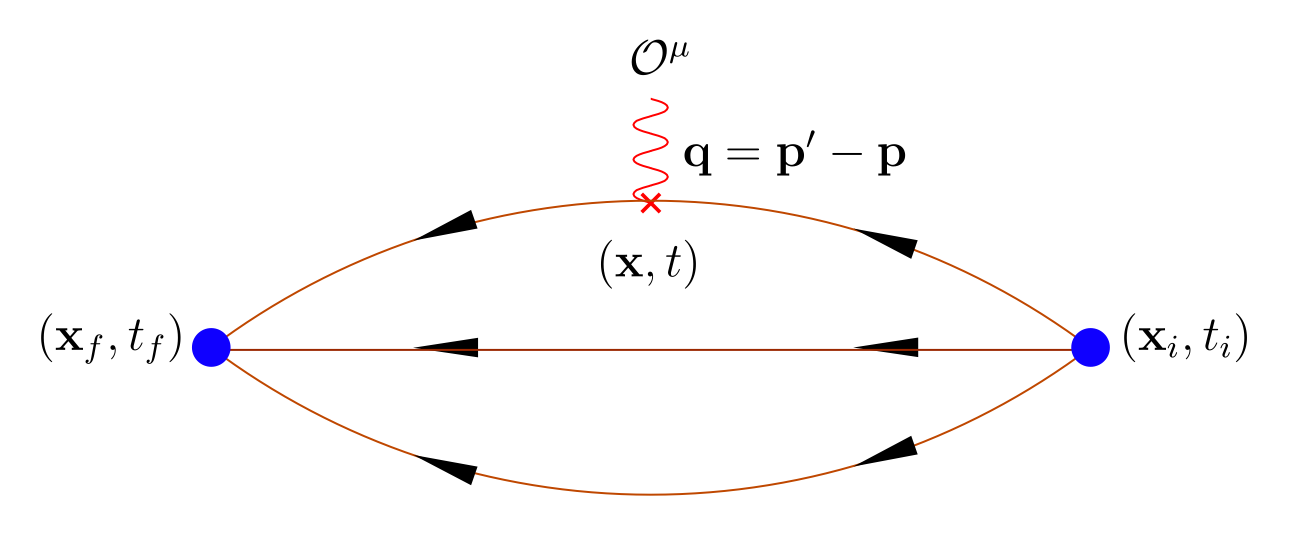 𝒪^μ
q = p′ − p
(x, t)
(x_f, t_f)
(x_i, t_i)